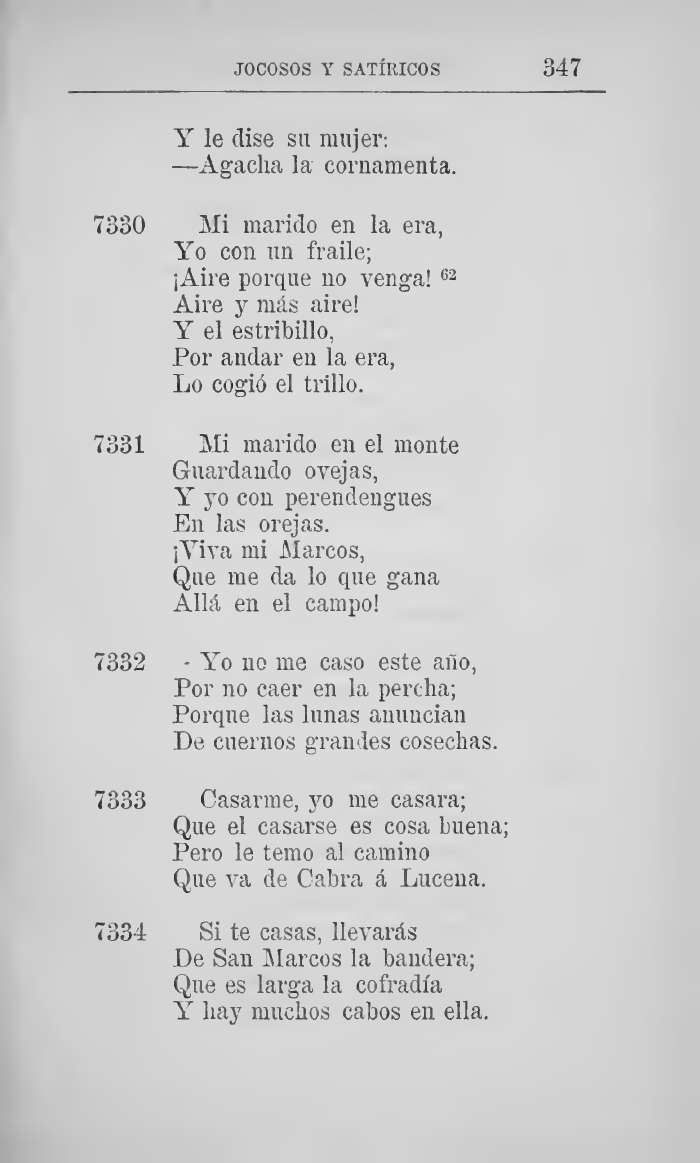 JOCOSOS Y SATÍRICOS 347
Y le dise su mujer:
—Agacha la cornamenta.
7330 Mi marido en la era,
Yo con un fraile;
¡Aire porque no venga! 62
Aire y más aire!
Y el estribillo,
Por andar en la era,
Lo cogió el trillo.
7331 Mi marido en el monte
Guardando ovejas,
Y yo con perendengues
En las orejas.
¡Viva mi Marcos,
Que me da lo que gana
Allá en el campo!
7332 - Yo no me caso este año,
Por no caer en la percha;
Porque las lunas anuncian
De cuernos grandes cosechas.
7333 Casarme, yo me casara;
Que el casarse es cosa buena;
Pero le temo al camino
Que va de Cabra á Lucena.
7334 Si te casas, llevarás
De San Marcos la bandera;
Que es larga la cofradía
Y hay muchos cabos en ella.